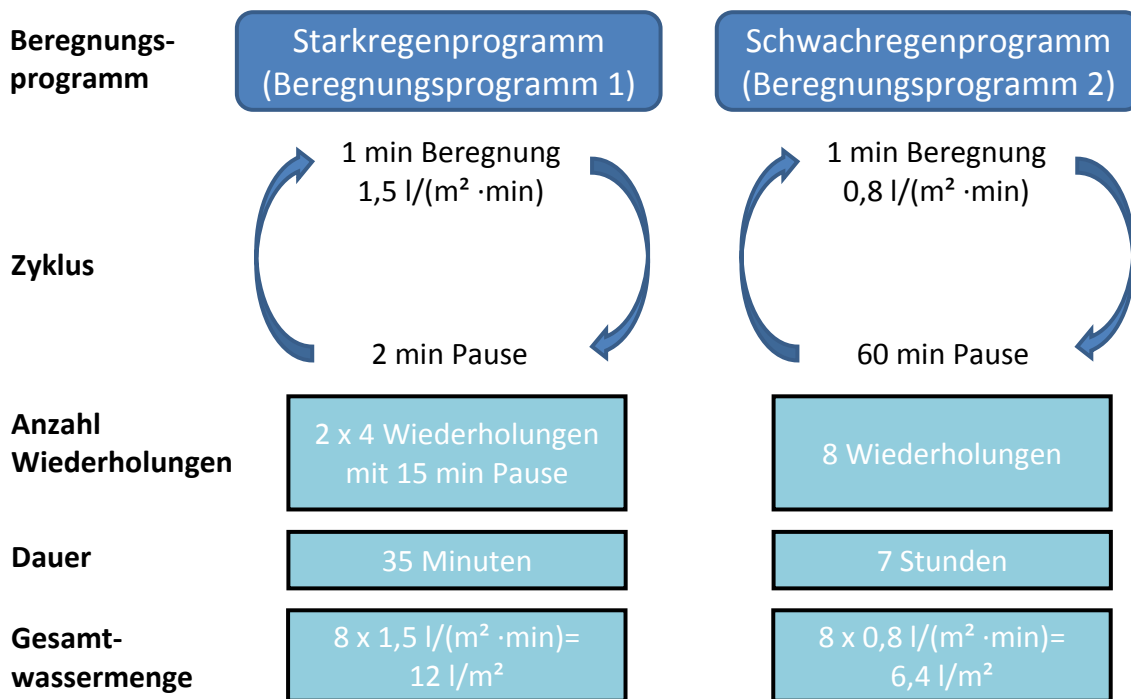 Beregnungs-
programm
Starkregenprogramm
(Beregnungsprogramm 1)
Schwachregenprogramm
(Beregnungsprogramm 2)
Zyklus
1 min Beregnung
1,5 l/(m² ·min)
2 min Pause
1 min Beregnung
0,8 l/(m² ·min)
60 min Pause
Anzahl
Wiederholungen
2 x 4 Wiederholungen
mit 15 min Pause
8 Wiederholungen
Dauer
35 Minuten
7 Stunden
Gesamt-
wassermenge
8 x 1,5 l/(m² ·min)=
12 l/m²
8 x 0,8 l/(m² ·min)=
6,4 l/m²